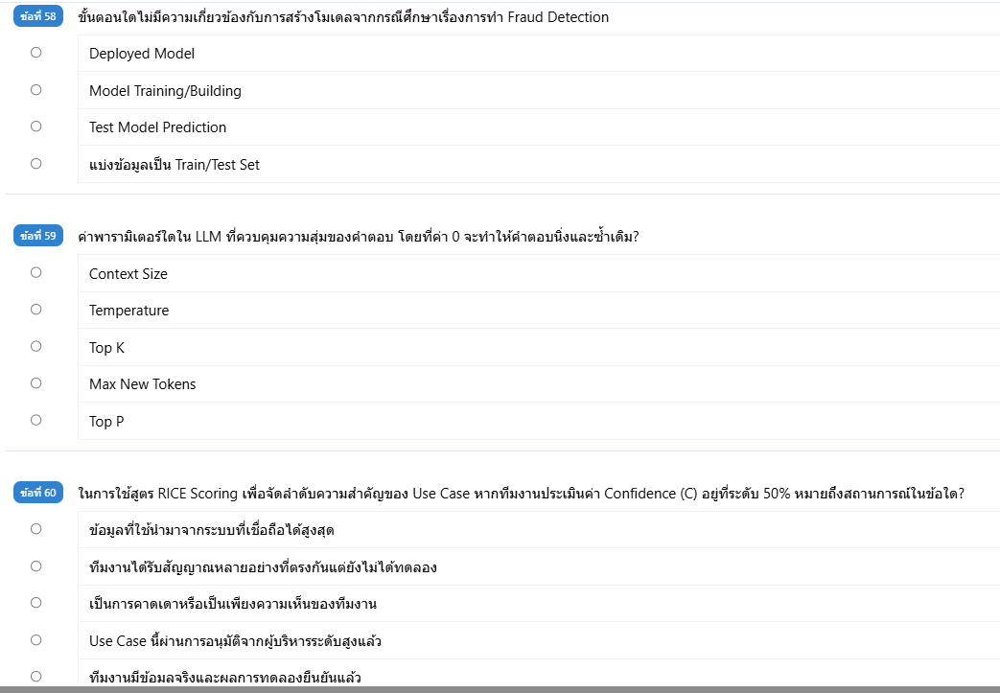 ข้อที่ 58 ขั้นตอนใดไม่มีความเกี่ยวข้องกับการสร้างโมเดลจากกรณีศึกษาเรื่องการทำ Fraud Detection
Deployed Model
Model Training/Building
Test Model Prediction
แบ่งข้อมูลเป็น Train/Test Set
ข้อที่ 59 ค่าพารามิเตอร์ใดใน LLM ที่ควบคุมความสุ่มของคำตอบ โดยที่ค่า 0 จะทำให้คำตอบนิ่งและซ้ำเดิม?
Context Size
Temperature
Top K
Max New Tokens
Top P
ข้อที่ 60 ในการใช้สูตร RICE Scoring เพื่อจัดลำดับความสำคัญของ Use Case หากทีมงานประเมินค่า Confidence (C) อยู่ที่ระดับ 50% หมายถึงสถานการณ์ในข้อใด?
ข้อมูลที่ใช้นำมาจากระบบที่เชื่อถือได้สูงสุด
ทีมงานได้รับสัญญาณหลายอย่างที่ตรงกันแต่ยังไม่ได้ทดลอง
เป็นการคาดเดาหรือเป็นเพียงความเห็นของทีมงาน
Use Case นี้ผ่านการอนุมัติจากผู้บริหารระดับสูงแล้ว
ทีมงานมีข้อมูลจริงและผลการทดลองยืนยันแล้ว